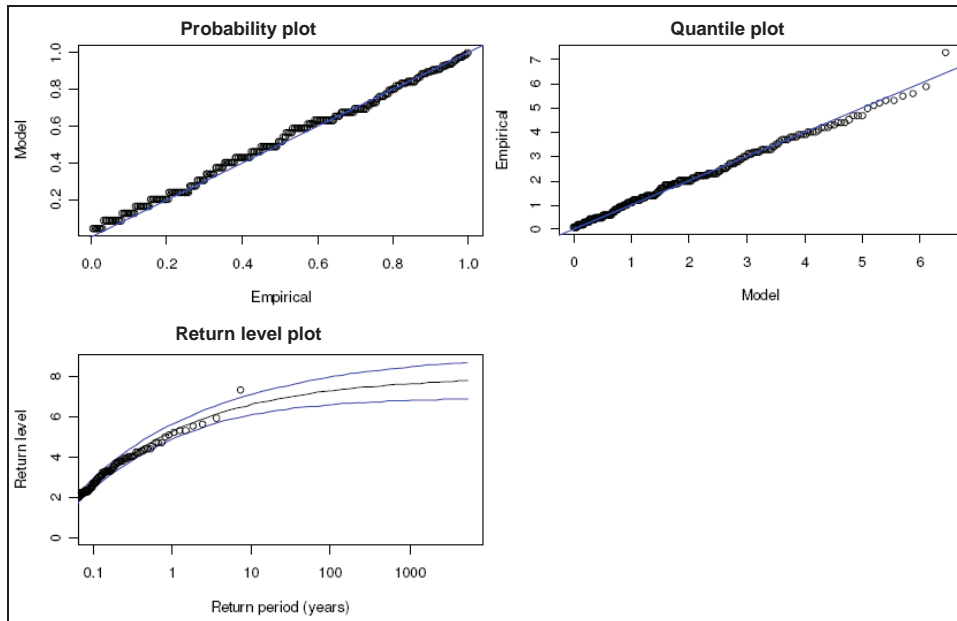 Probability plot
Model
0.2 0.4 0.6 0.8 1.0
0.0 0.2 0.4 0.6 0.8 1.0
Empirical
Quantile plot
Empirical
0 1 2 3 4 5 6 7
0 1 2 3 4 5 6
Model
Return level plot
Return level
0 2 4 6 8
0.1 1 10 100 1000
Return period (years)